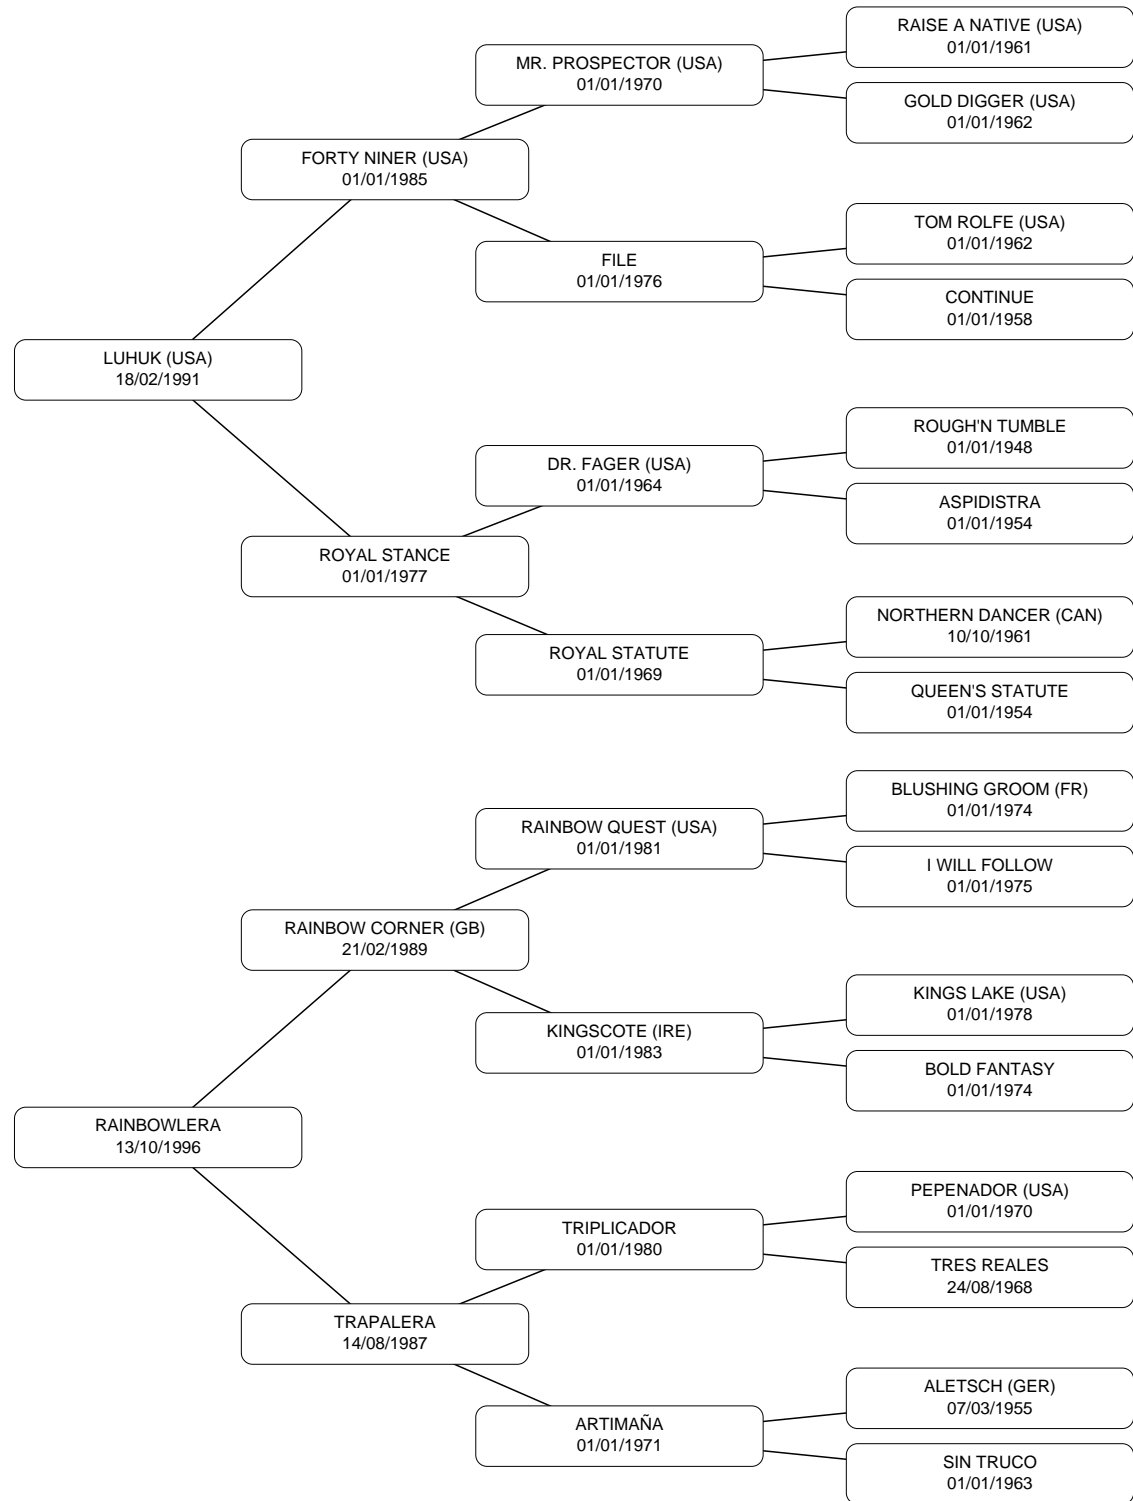 RAISE A NATIVE (USA)
01/01/1961
MR. PROSPECTOR (USA)
01/01/1970
GOLD DIGGER (USA)
01/01/1962
FORTY NINER (USA)
01/01/1985
TOM ROLFE (USA)
01/01/1962
FILE
01/01/1976
CONTINUE
01/01/1958
LUHUK (USA)
18/02/1991
ROUGH'N TUMBLE
01/01/1948
DR. FAGER (USA)
01/01/1964
ASPIDISTRA
01/01/1954
ROYAL STANCE
01/01/1977
NORTHERN DANCER (CAN)
10/10/1961
ROYAL STATUTE
01/01/1969
QUEEN'S STATUTE
01/01/1954
BLUSHING GROOM (FR)
01/01/1974
RAINBOW QUEST (USA)
01/01/1981
I WILL FOLLOW
01/01/1975
RAINBOW CORNER (GB)
21/02/1989
KINGS LAKE (USA)
01/01/1978
KINGSCOTE (IRE)
01/01/1983
BOLD FANTASY
01/01/1974
RAINBOWLERA
13/10/1996
PEPENADOR (USA)
01/01/1970
TRIPLICADOR
01/01/1980
TRES REALES
24/08/1968
TRAPALERA
14/08/1987
ALETSCH (GER)
07/03/1955
ARTIMAÑA
01/01/1971
SIN TRUCO
01/01/1963